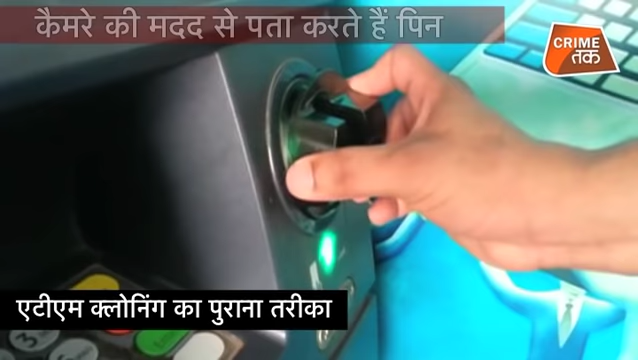 कैमरे की मदद से पता करते हैं पिन
CRIME
तक
एटीएम क्लोनिंग का पुराना तरीका